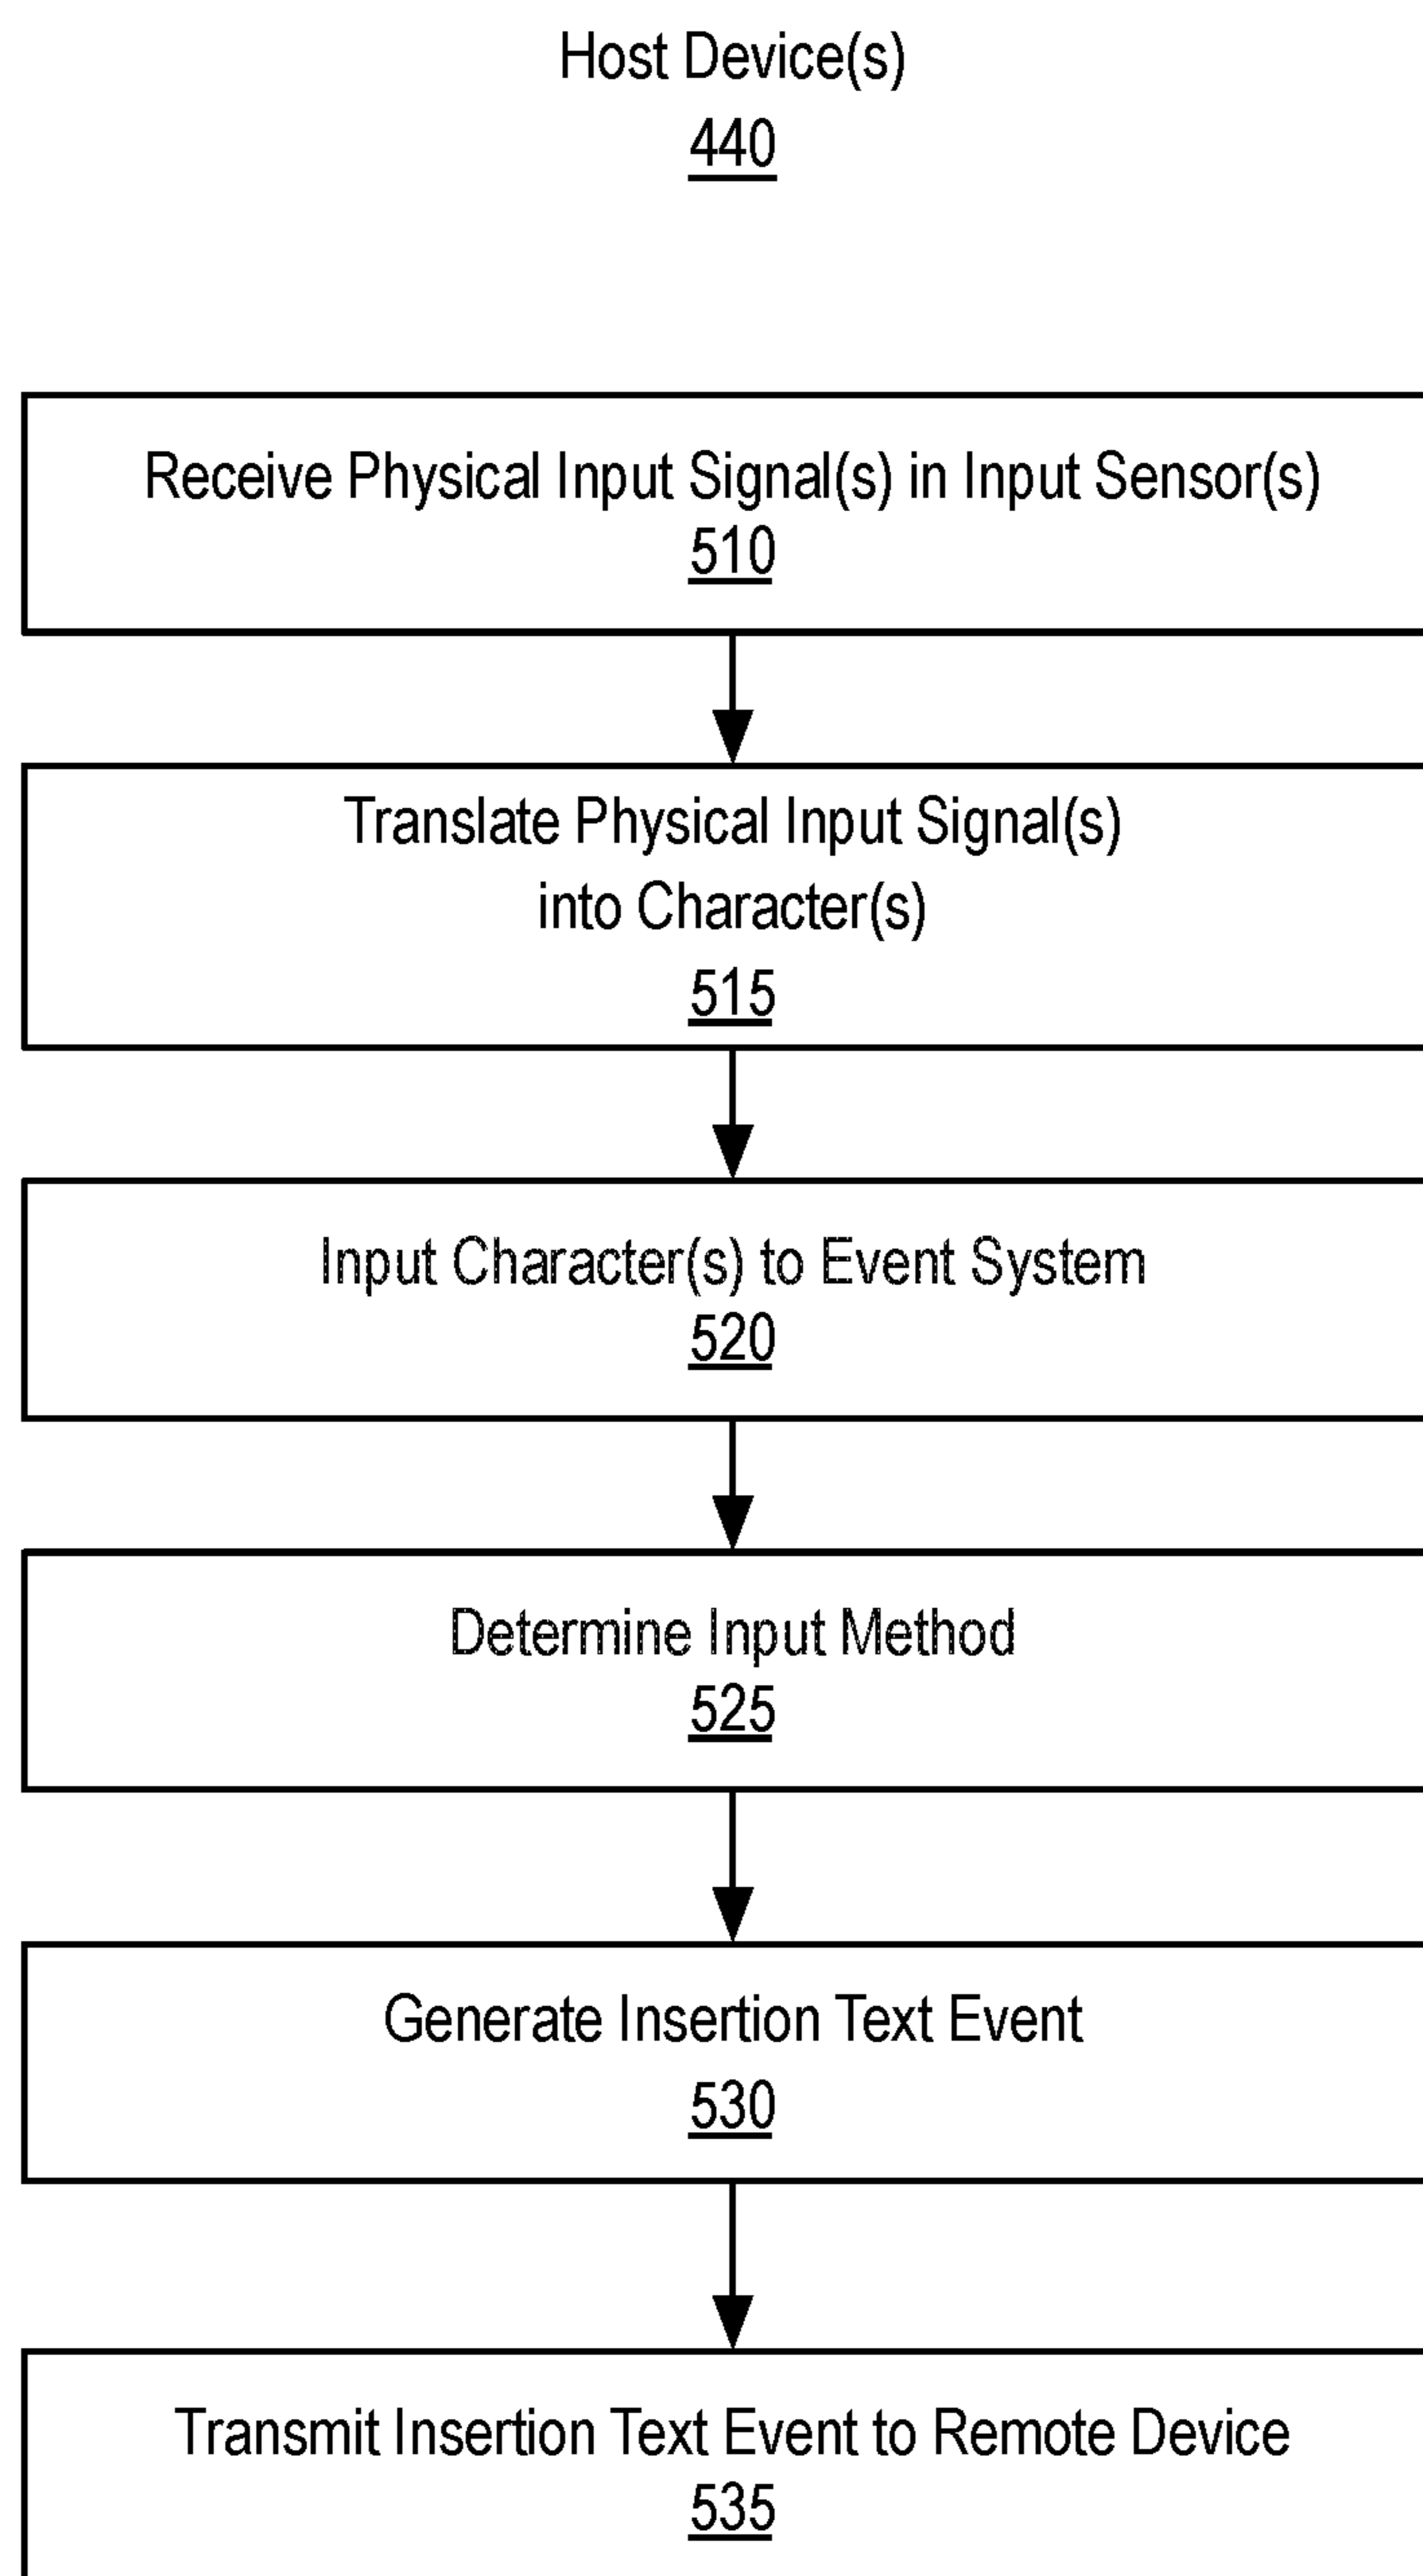 Host Device(s)
440
Receive Physical Input Signal(s) in Input Sensor(s)
510
Translate Physical Input Signal(s)
into Character(s)
515
Input Character(s) to Event System
520
Determine Input Method
525
Generate Insertion Text Event
530
Transmit Insertion Text Event to Remote Device
535